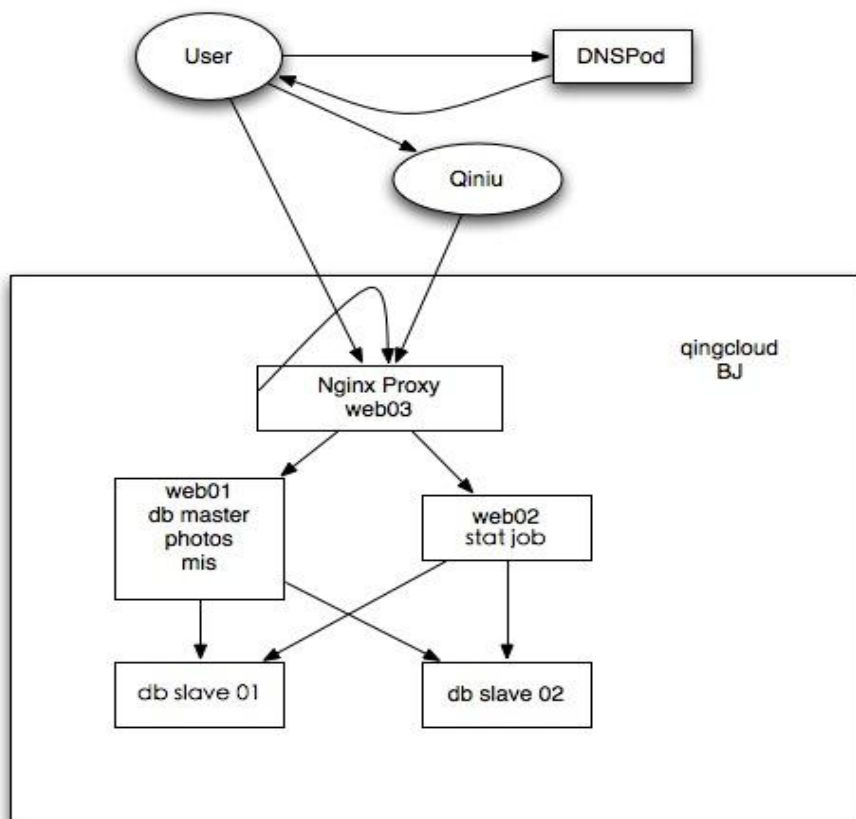 User
DNSPod
Qiniu
qingcloud
BJ
Nginx Proxy
web03
web01
db master
photos
mis
web02
stat job
db slave 01
db slave 02